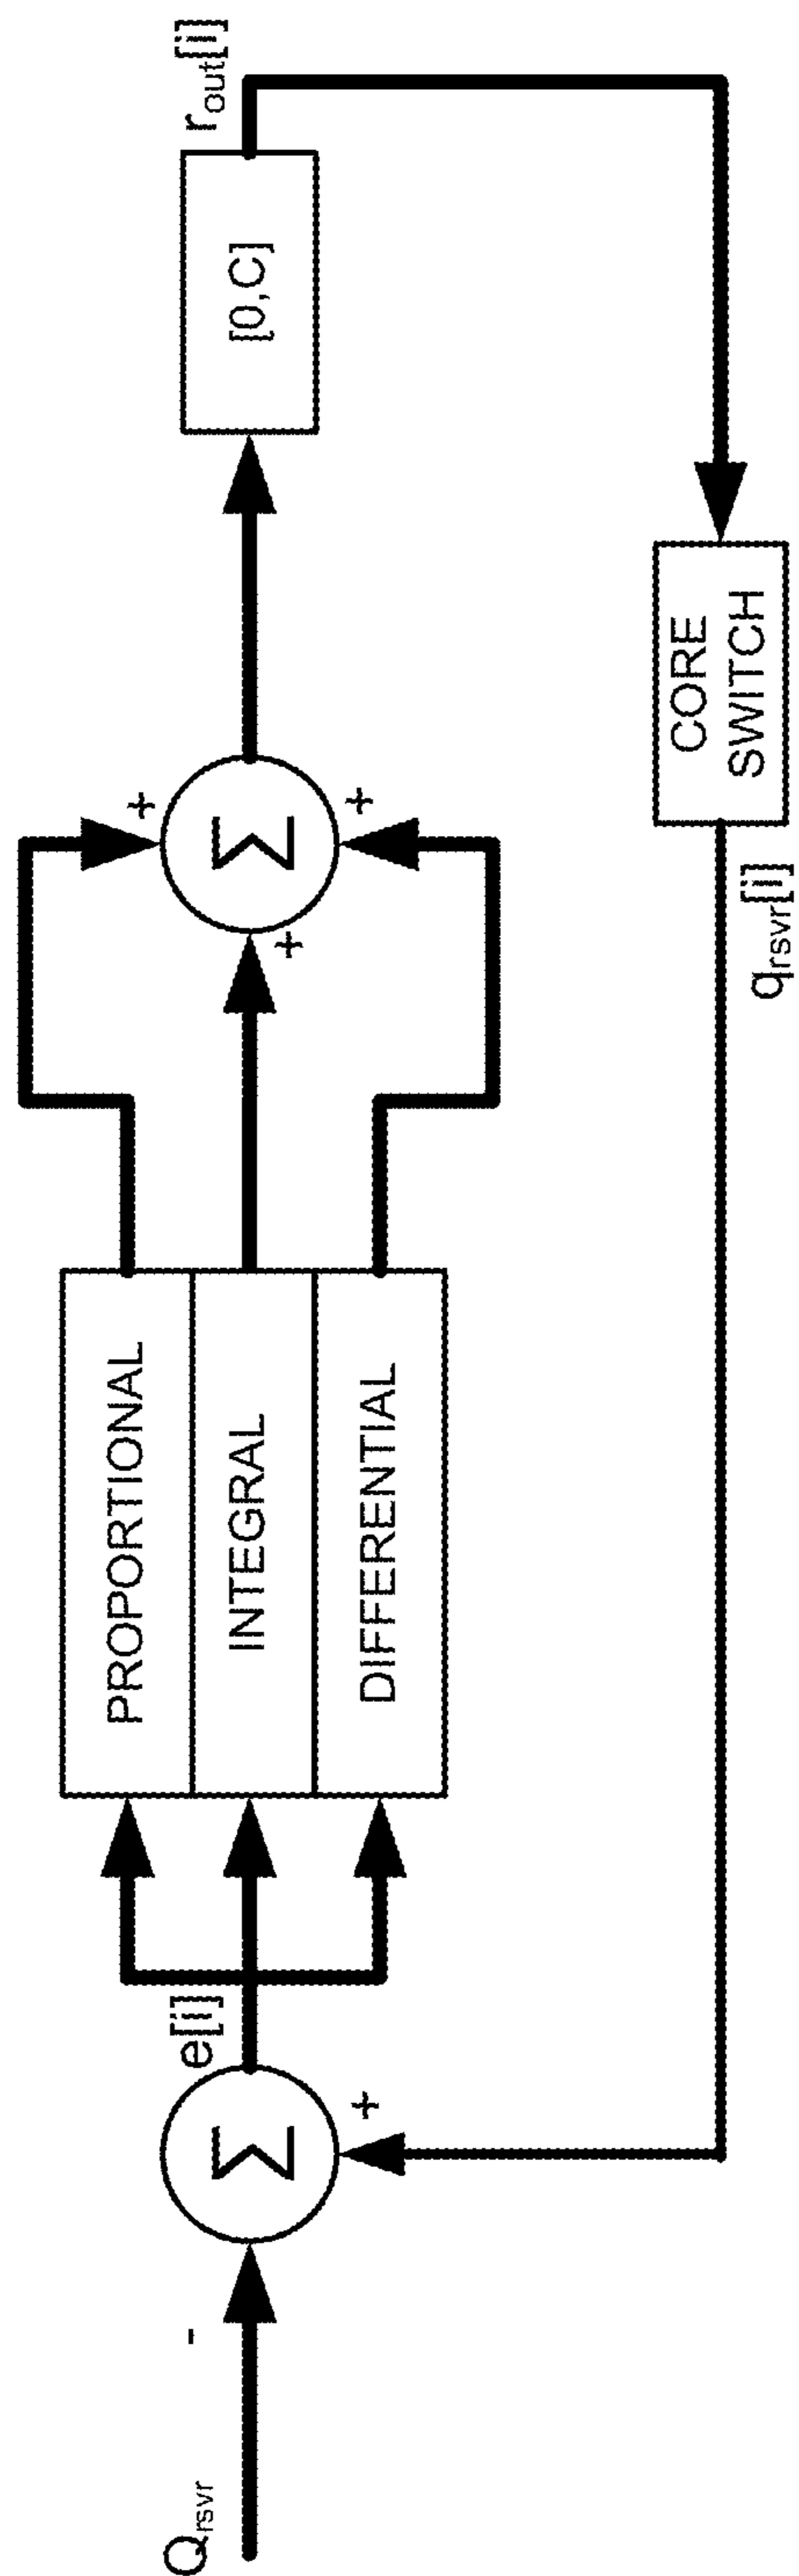 Q_rsvr
-
Σ
+
e[i]
PROPORTIONAL
INTEGRAL
DIFFERENTIAL
+
+
+
Σ
[0,C]
r_out[i]
CORE
SWITCH
q_rsvr[i]